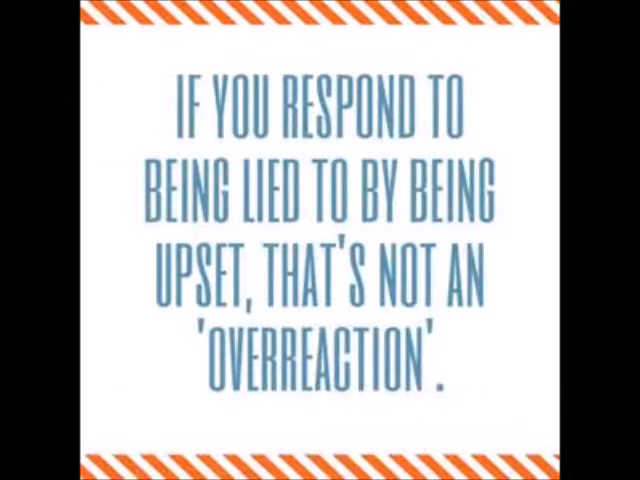 IF YOU RESPOND TO
BEING LIED TO BY BEING
UPSET, THAT'S NOT AN
'OVERREACTION'.